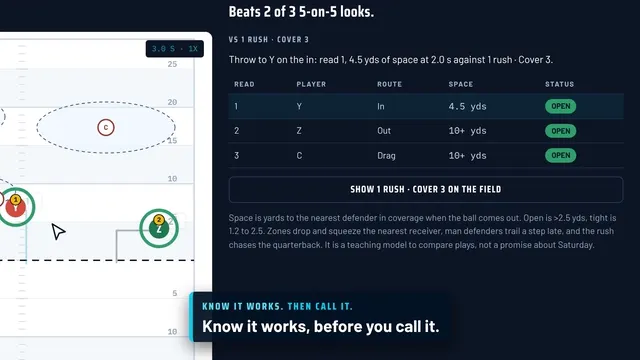 Beats 2 of 3 5-on-5 looks.
3.0 S · 1X
VS 1 RUSH · COVER 3
Throw to Y on the in: read 1, 4.5 yds of space at 2.0 s against 1 rush · Cover 3.
READ PLAYER ROUTE SPACE STATUS
1 Y In 4.5 yds OPEN
2 Z Out 10+ yds OPEN
3 C Drag 10+ yds OPEN
SHOW 1 RUSH · COVER 3 ON THE FIELD
Space is yards to the nearest defender in coverage when the ball comes out. Open is >2.5 yds, tight is
1.2 to 2.5. Zones drop and squeeze the nearest receiver, man defenders trail a step late, and the rush
chases the quarterback. It is a teaching model to compare plays, not a promise about Saturday.
25
20
C
15
10
1
Y
2
Z
5
10
KNOW IT WORKS. THEN CALL IT.
Know it works, before you call it.